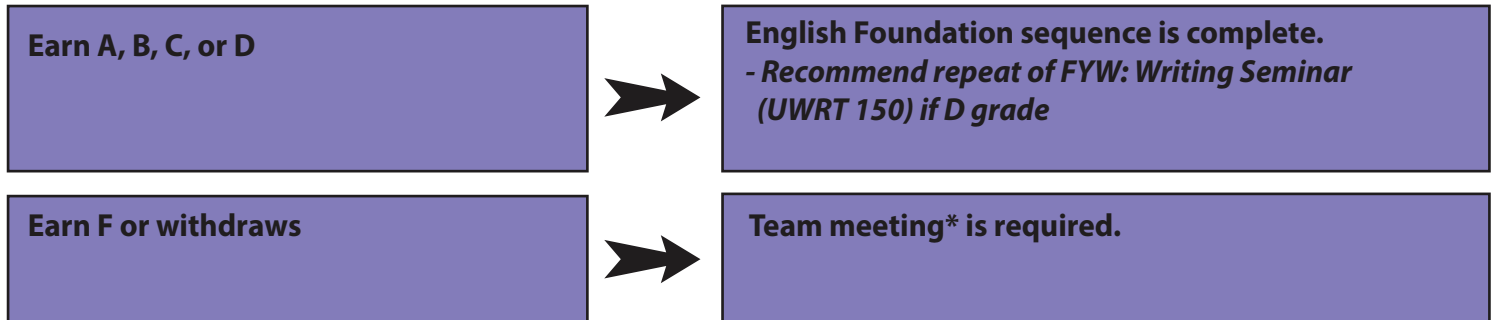 Earn A, B, C, or D
English Foundation sequence is complete.
- Recommend repeat of FYW: Writing Seminar
(UWRT 150) if D grade
Earn F or withdraws
Team meeting* is required.